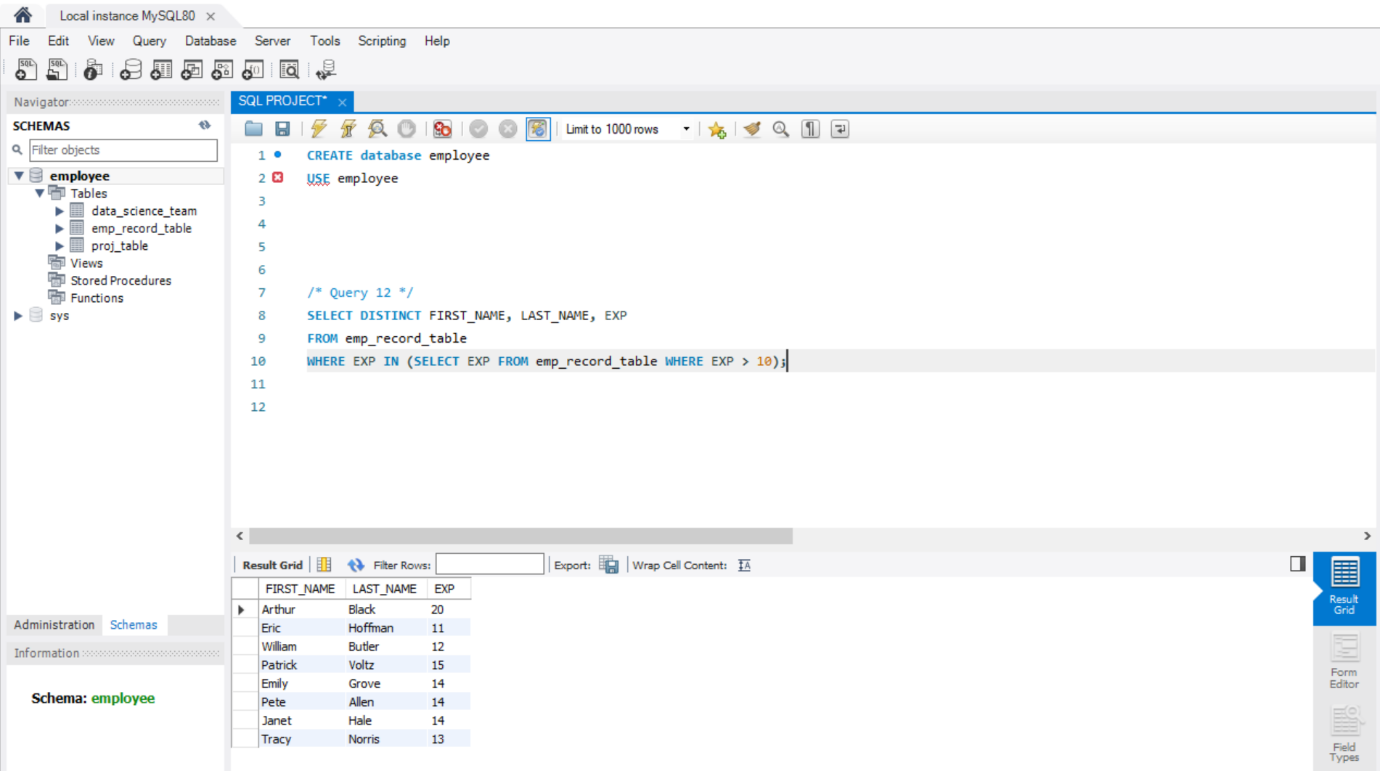 Local instance MySQL80 ×
File Edit View Query Database Server Tools Scripting Help
Navigator
SCHEMAS
Filter objects
employee
Tables
data_science_team
emp_record_table
proj_table
Views
Stored Procedures
Functions
sys
Administration Schemas
Information
Schema: employee
SQL PROJECT* ×
Limit to 1000 rows
1 CREATE database employee
2 USE employee
3
4
5
6
7 /* Query 12 */
8 SELECT DISTINCT FIRST_NAME, LAST_NAME, EXP
9 FROM emp_record_table
10 WHERE EXP IN (SELECT EXP FROM emp_record_table WHERE EXP > 10);
11
12
Result Grid Filter Rows: Export: Wrap Cell Content:
FIRST_NAME LAST_NAME EXP
Arthur Black 20
Eric Hoffman 11
William Butler 12
Patrick Voltz 15
Emily Grove 14
Pete Allen 14
Janet Hale 14
Tracy Norris 13
Result
Grid
Form
Editor
Field
Types